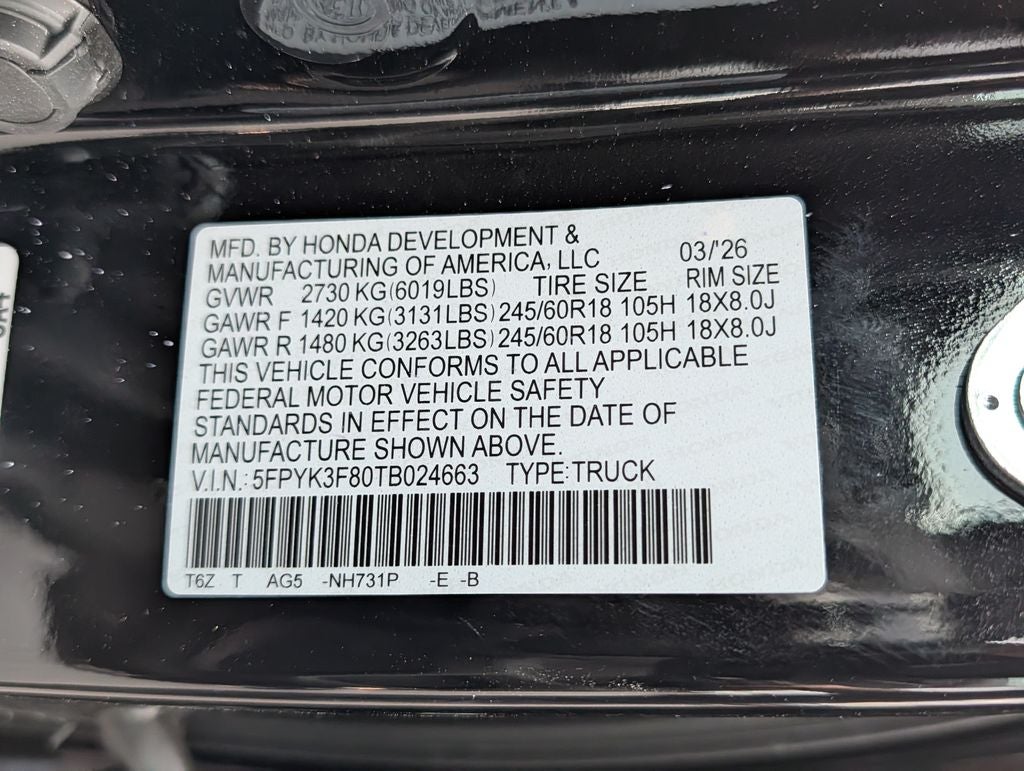 MFD. BY HONDA DEVELOPMENT &
MANUFACTURING OF AMERICA, LLC 03/'26
GVWR 2730 KG(6019LBS) TIRE SIZE RIM SIZE
GAWR F 1420 KG(3131LBS) 245/60R18 105H 18X8.0J
GAWR R 1480 KG(3263LBS) 245/60R18 105H 18X8.0J
THIS VEHICLE CONFORMS TO ALL APPLICABLE
FEDERAL MOTOR VEHICLE SAFETY
STANDARDS IN EFFECT ON THE DATE OF
MANUFACTURE SHOWN ABOVE.
V.I.N.: 5FPYK3F80TB024663 TYPE:TRUCK
T6Z T AG5 -NH731P -E -B